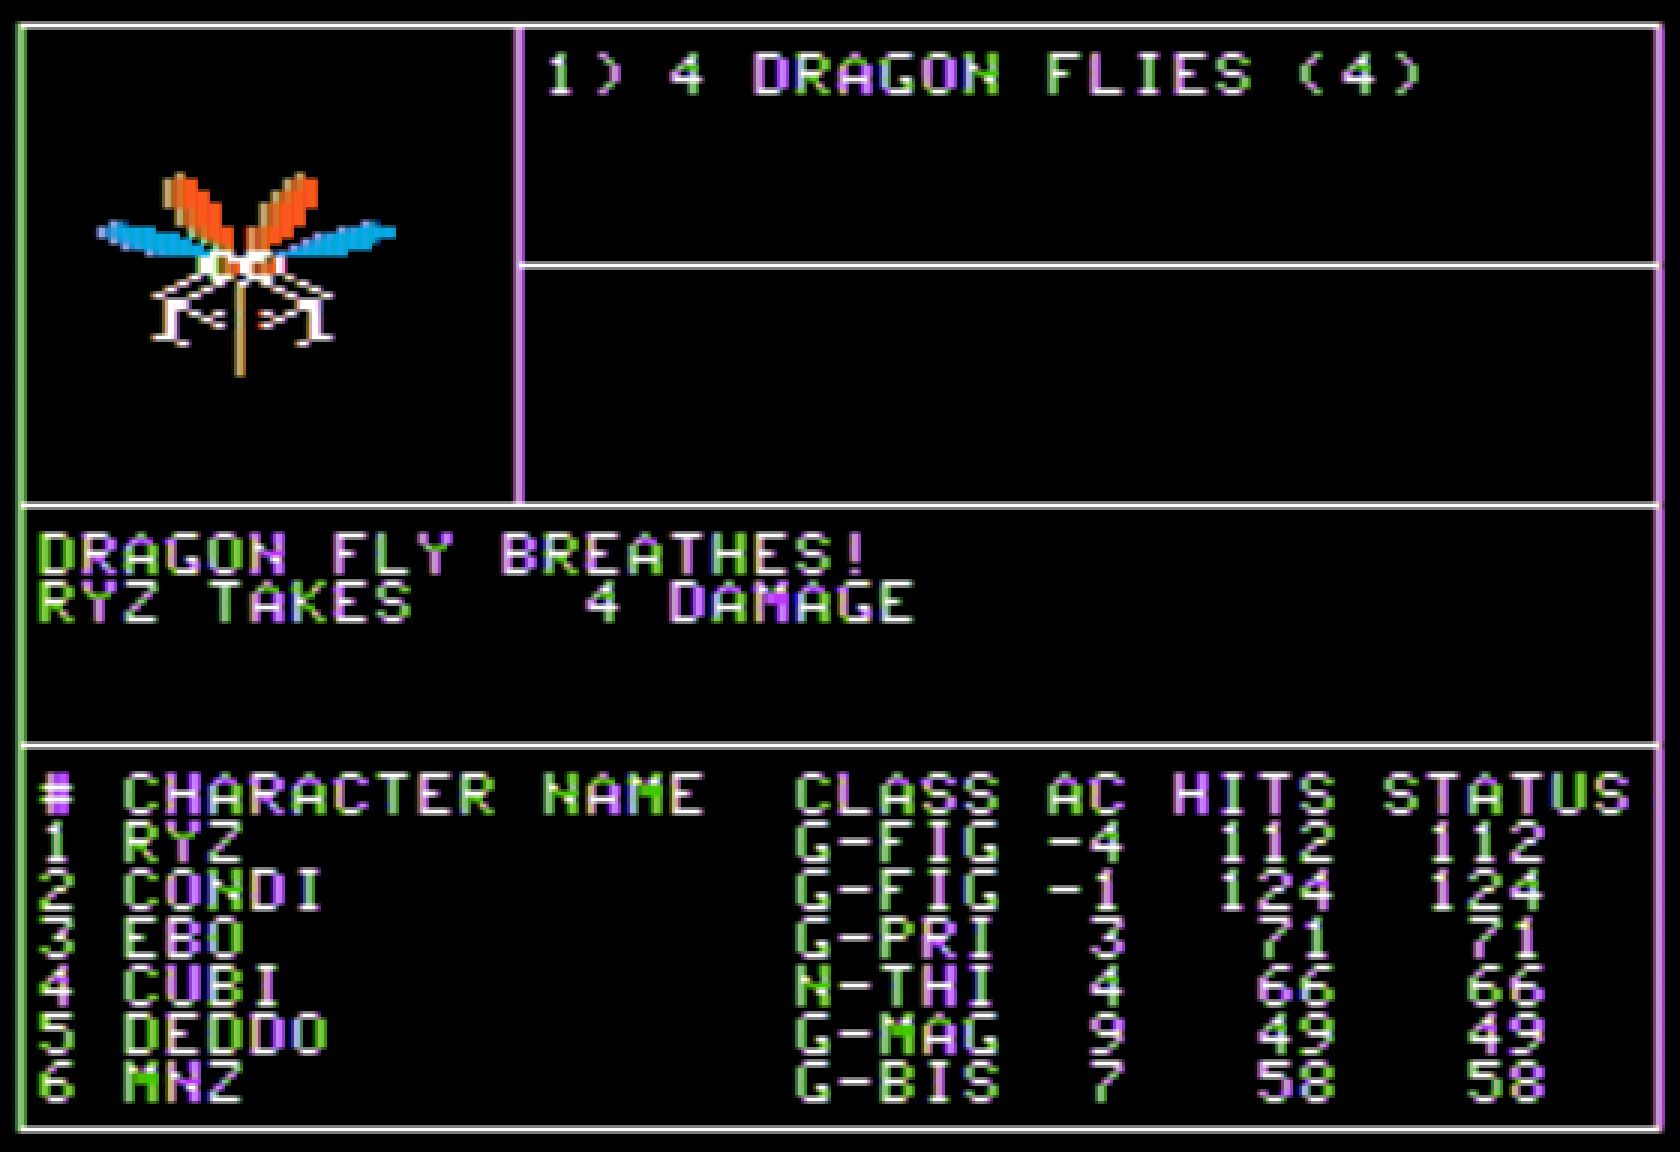 1) 4 DRAGON FLIES (4)
DRAGON FLY BREATHES!
RYZ TAKES    4 DAMAGE
# CHARACTER NAME  CLASS AC HITS STATUS
1 RYZ G-FIG -4 112 112
2 CONDI G-FIG -1 124 124
3 EBO G-PRI 3 71 71
4 CUBI N-THI 4 66 66
5 DEDDO G-MAG 9 49 49
6 MNZ G-BIS 7 58 58